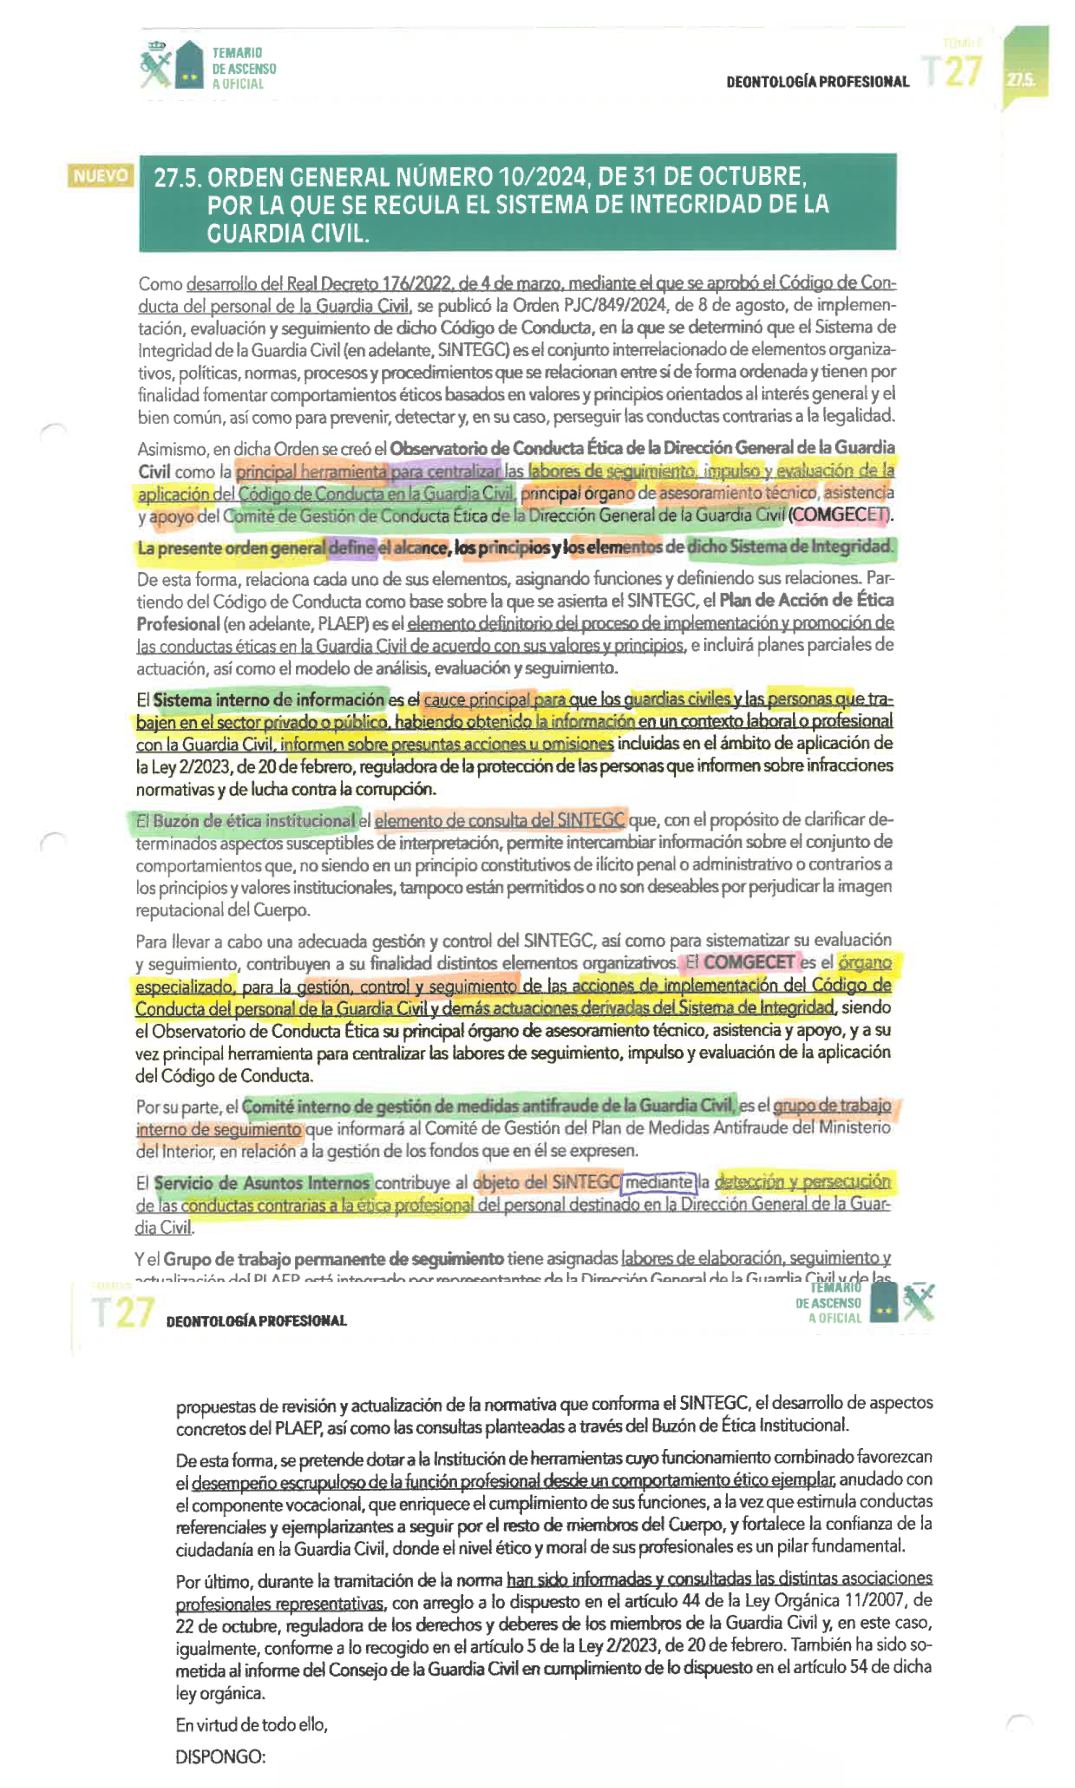 TEMARIO
DE ASCENSO
A OFICIAL
DEONTOLOGÍA PROFESIONAL
TEMA
T27
27.5.
NUEVO
27.5. ORDEN GENERAL NÚMERO 10/2024, DE 31 DE OCTUBRE,
POR LA QUE SE REGULA EL SISTEMA DE INTEGRIDAD DE LA
GUARDIA CIVIL.
Como desarrollo del Real Decreto 176/2022, de 4 de marzo, mediante el que se aprobó el Código de Con-
ducta del personal de la Guardia Civil, se publicó la Orden PJC/849/2024, de 8 de agosto, de implemen-
tación, evaluación y seguimiento de dicho Código de Conducta, en la que se determinó que el Sistema de
Integridad de la Guardia Civil (en adelante, SINTEGC) es el conjunto interrelacionado de elementos organiza-
tivos, políticas, normas, procesos y procedimientos que se relacionan entre sí de forma ordenada y tienen por
finalidad fomentar comportamientos éticos basados en valores y principios orientados al interés general y el
bien común, así como para prevenir, detectar y, en su caso, perseguir las conductas contrarias a la legalidad.
Asimismo, en dicha Orden se creó el Observatorio de Conducta Ética de la Dirección General de la Guardia
Civil como la principal herramienta para centralizar las labores de seguimiento, impulso y evaluación de la
aplicación del Código de Conducta en la Guardia Civil, principal órgano de asesoramiento técnico, asistencia
y apoyo del Comité de Gestión de Conducta Ética de la Dirección General de la Guardia Civil (COMGECET).
La presente orden general define el alcance, los principios y los elementos de dicho Sistema de Integridad.
De esta forma, relaciona cada uno de sus elementos, asignando funciones y definiendo sus relaciones. Par-
tiendo del Código de Conducta como base sobre la que se asienta el SINTEGC, el Plan de Acción de Ética
Profesional (en adelante, PLAEP) es el elemento definitorio del proceso de implementación y promoción de
las conductas éticas en la Guardia Civil de acuerdo con sus valores y principios, e incluirá planes parciales de
actuación, así como el modelo de análisis, evaluación y seguimiento.
El Sistema interno de información es el cauce principal para que los guardias civiles y las personas que tra-
bajen en el sector privado o público, habiendo obtenido la información en un contexto laboral o profesional
con la Guardia Civil, informen sobre presuntas acciones u omisiones incluidas en el ámbito de aplicación de
la Ley 2/2023, de 20 de febrero, reguladora de la protección de las personas que informen sobre infracciones
normativas y de lucha contra la corrupción.
El Buzón de ética institucional el elemento de consulta del SINTEGC que, con el propósito de clarificar de-
terminados aspectos susceptibles de interpretación, permite intercambiar información sobre el conjunto de
comportamientos que, no siendo en un principio constitutivos de ilícito penal o administrativo o contrarios a
los principios y valores institucionales, tampoco están permitidos o no son deseables por perjudicar la imagen
reputacional del Cuerpo.
Para llevar a cabo una adecuada gestión y control del SINTEGC, así como para sistematizar su evaluación
y seguimiento, contribuyen a su finalidad distintos elementos organizativos. El COMGECET es el órgano
especializado, para la gestión, control y seguimiento de las acciones de implementación del Código de
Conducta del personal de la Guardia Civil y demás actuaciones derivadas del Sistema de Integridad, siendo
el Observatorio de Conducta Ética su principal órgano de asesoramiento técnico, asistencia y apoyo, y a su
vez principal herramienta para centralizar las labores de seguimiento, impulso y evaluación de la aplicación
del Código de Conducta.
Por su parte, el Comité interno de gestión de medidas antifraude de la Guardia Civil, es el grupo de trabajo
interno de seguimiento que informará al Comité de Gestión del Plan de Medidas Antifraude del Ministerio
del Interior, en relación a la gestión de los fondos que en él se expresen.
El Servicio de Asuntos Internos contribuye al objeto del SINTEGC mediante la detección y persecución
de las conductas contrarias a la ética profesional del personal destinado en la Dirección General de la Guar-
dia Civil.
Y el Grupo de trabajo permanente de seguimiento tiene asignadas labores de elaboración, seguimiento y
actualización del PLAEP, está integrado por representantes de la Dirección General de la Guardia Civil y de las
T27
DEONTOLOGÍA PROFESIONAL
TEMARIO
DE ASCENSO
A OFICIAL
propuestas de revisión y actualización de la normativa que conforma el SINTEGC, el desarrollo de aspectos
concretos del PLAEP, así como las consultas planteadas a través del Buzón de Ética Institucional.
De esta forma, se pretende dotar a la Institución de herramientas cuyo funcionamiento combinado favorezcan
el desempeño escrupuloso de la función profesional desde un comportamiento ético ejemplar, anudado con
el componente vocacional, que enriquece el cumplimiento de sus funciones, a la vez que estimula conductas
referenciales y ejemplarizantes a seguir por el resto de miembros del Cuerpo, y fortalece la confianza de la
ciudadanía en la Guardia Civil, donde el nivel ético y moral de sus profesionales es un pilar fundamental.
Por último, durante la tramitación de la norma han sido informadas y consultadas las distintas asociaciones
profesionales representativas, con arreglo a lo dispuesto en el artículo 44 de la Ley Orgánica 11/2007, de
22 de octubre, reguladora de los derechos y deberes de los miembros de la Guardia Civil y, en este caso,
igualmente, conforme a lo recogido en el artículo 5 de la Ley 2/2023, de 20 de febrero. También ha sido so-
metida al informe del Consejo de la Guardia Civil en cumplimiento de lo dispuesto en el artículo 54 de dicha
ley orgánica.
En virtud de todo ello,
DISPONGO: